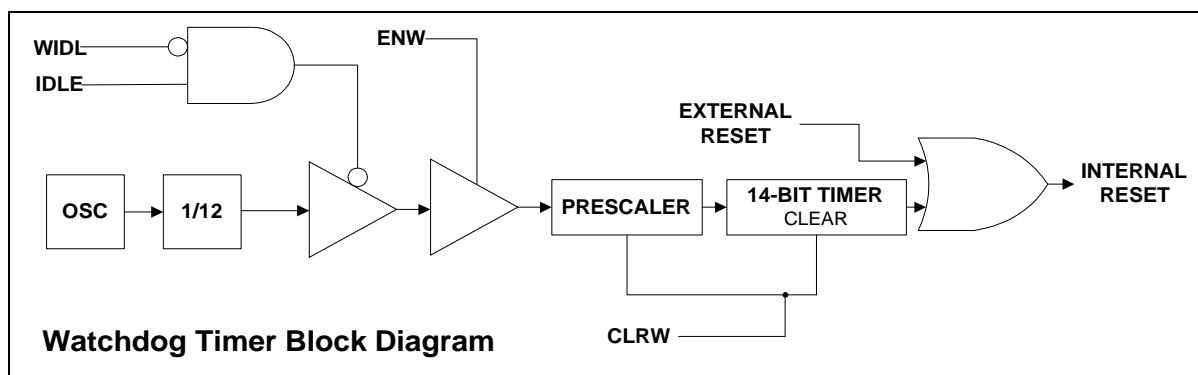 WIDL
IDLE
ENW
EXTERNAL
RESET
INTERNAL
RESET
OSC
1/12
PRESCALER
14-BIT TIMER
CLEAR
CLRW
Watchdog Timer Block Diagram